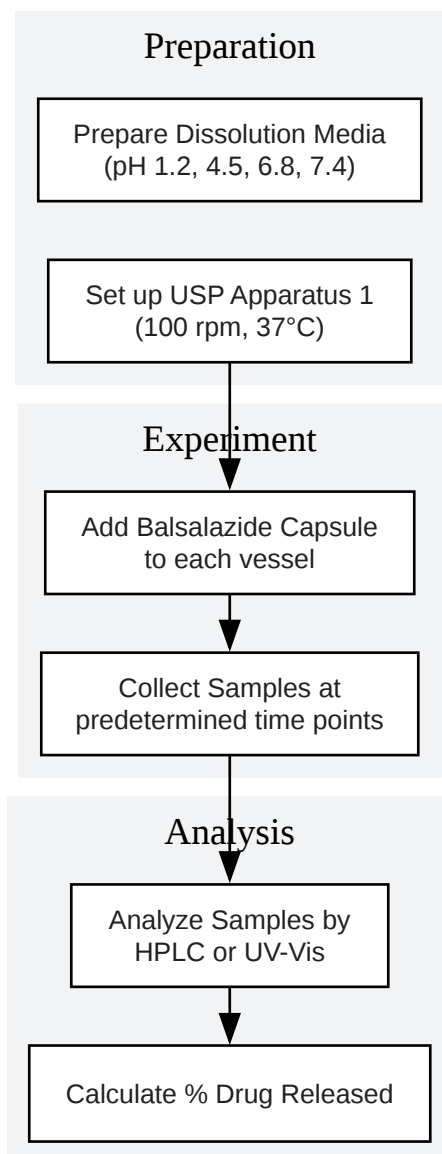 Preparation
Prepare Dissolution Media
(pH 1.2, 4.5, 6.8, 7.4)
Set up USP Apparatus 1
(100 rpm, 37°C)
Experiment
Add Balsalazide Capsule
to each vessel
Collect Samples at
predetermined time points
Analysis
Analyze Samples by
HPLC or UV-Vis
Calculate % Drug Released